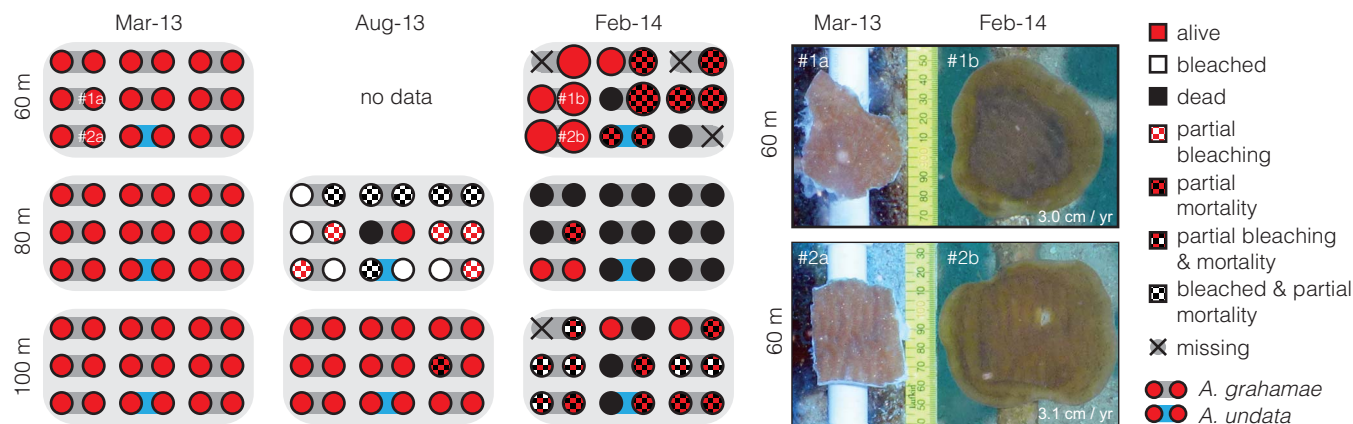 Mar-13
Aug-13
Feb-14
60 m
#1a
#2a
no data
#1b
#2b
80 m
100 m
Mar-13
Feb-14
60 m
#1a
#1b
3.0 cm / yr
60 m
#2a
#2b
3.1 cm / yr
alive
bleached
dead
partial
bleaching
partial
mortality
partial bleaching
& mortality
bleached & partial
mortality
missing
A. grahamae
A. undata